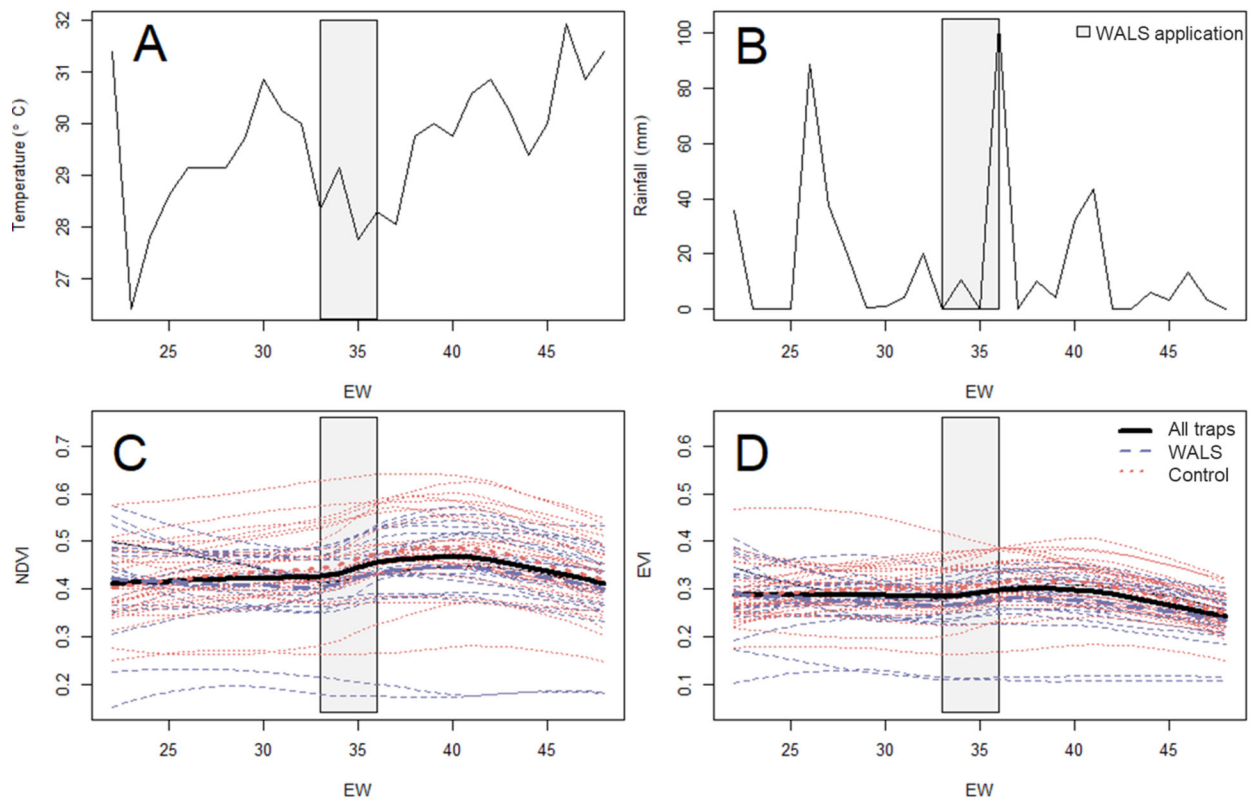 A
Temperature (° C)
32
31
30
29
28
27
25 30 35 40 45
EW
B
WALS application
Rainfall (mm)
100
80
60
40
20
0
25 30 35 40 45
EW
C
NDVI
0.7
0.6
0.5
0.4
0.3
0.2
25 30 35 40 45
EW
D
All traps
WALS
Control
EVI
0.6
0.5
0.4
0.3
0.2
0.1
25 30 35 40 45
EW